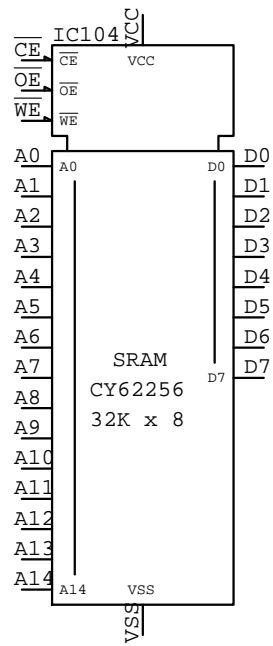 VCC
IC104
CE CE VCC
OE OE
WE WE
A0 A0 D0 D0
A1 D1
A2 D2
A3 D3
A4 D4
A5 D5
A6 D6
SRAM
A7 D7 D7
CY62256
A8
32K x 8
A9
A10
A11
A12
A13
A14 A14 VSS
VSS